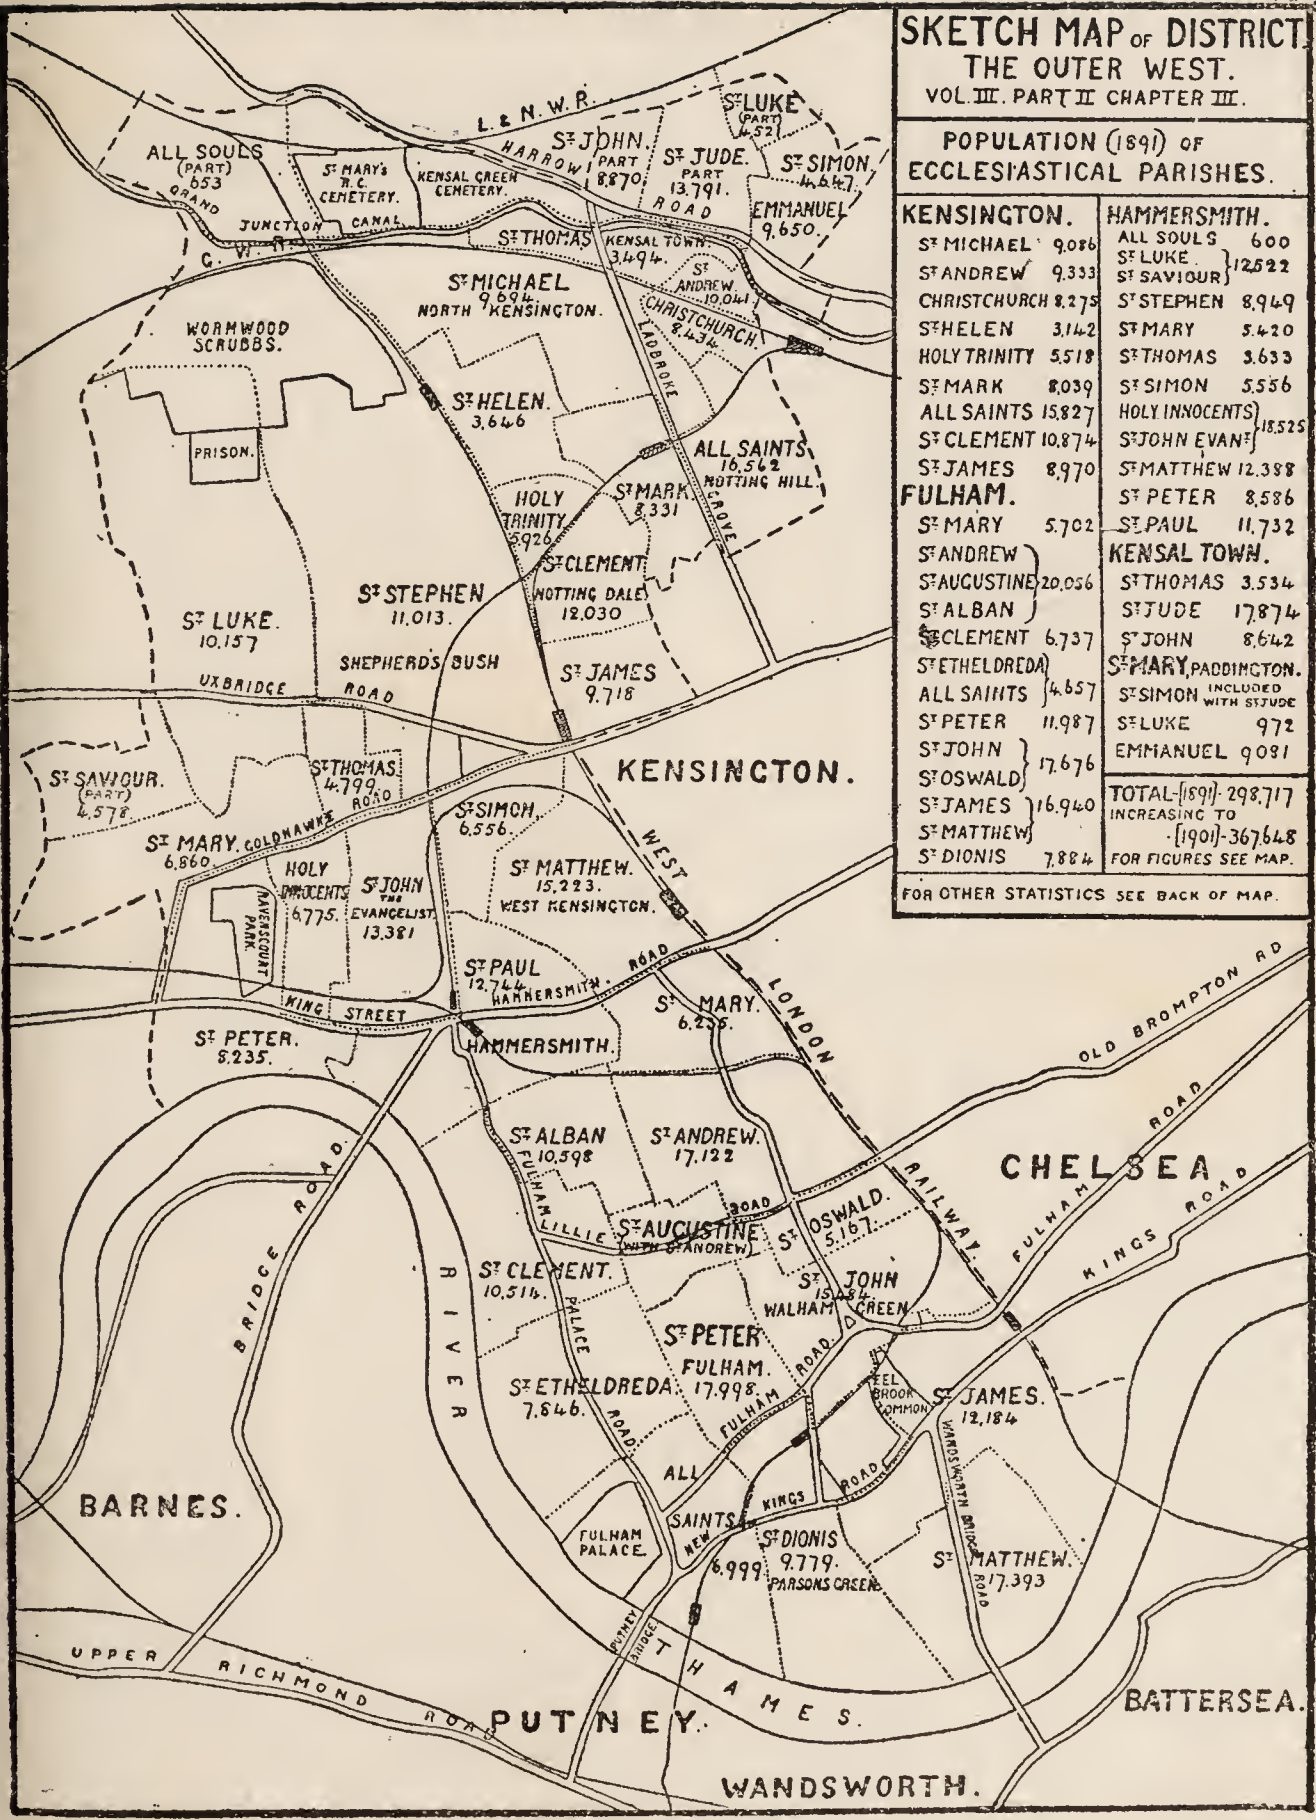 SKETCH MAP OF DISTRICT.
THE OUTER WEST.
VOL. III. PART II CHAPTER III.
POPULATION (1891) OF
ECCLESIASTICAL PARISHES.
KENSINGTON.
ST MICHAEL 9,086
ST ANDREW 9,333
CHRISTCHURCH 8,275
ST HELEN 3,142
HOLY TRINITY 5,518
ST MARK 8,039
ALL SAINTS 15,827
ST CLEMENT 10,874
ST JAMES 8,970
FULHAM.
ST MARY 5,702
ST ANDREW
ST AUGUSTINE 20,056
ST ALBAN
ST CLEMENT 6,737
ST ETHELDREDA
ALL SAINTS 14,657
ST PETER 11,987
ST JOHN
ST OSWALD 17,676
ST JAMES 16,940
ST MATTHEW
ST DIONIS 7,884
HAMMERSMITH.
ALL SOULS 600
ST LUKE
ST SAVIOUR 12,522
ST STEPHEN 8,949
ST MARY 5,420
ST THOMAS 3,633
ST SIMON 5,556
HOLY INNOCENTS
ST JOHN EVANT 18,525
ST MATTHEW 12,388
ST PETER 8,586
ST PAUL 11,732
KENSAL TOWN.
ST THOMAS 3,534
ST JUDE 17,874
ST JOHN 8,642
ST MARY, PADDINGTON.
ST SIMON INCLUDED WITH ST JUDE
ST LUKE 972
EMMANUEL 9081
TOTAL-[1891]-298,717
INCREASING TO
-[1901]-367,648
FOR FIGURES SEE MAP.
FOR OTHER STATISTICS SEE BACK OF MAP.
L & N. W. R.
HARROW ROAD
ST LUKE
(PART)
452
ST JOHN.
PART
8,870
ST JUDE.
PART
13,791.
ST SIMON
4,647.
EMMANUEL
9,650.
ALL SOULS
(PART)
653
ST MARY'S
R.C.
CEMETERY.
KENSAL GREEN
CEMETERY.
GRAND JUNCTION CANAL
G. W. R.
ST THOMAS
KENSAL TOWN.
3,494.
ST MICHAEL
9,694.
NORTH KENSINGTON.
ST
ANDREW.
10,041
CHRISTCHURCH.
8,434
LADBROKE GROVE
WORMWOOD
SCRUBBS.
PRISON.
ST HELEN.
3,646
ALL SAINTS
16,562
NOTTING HILL.
HOLY
TRINITY
5,926
ST MARK
8,331
ST CLEMENT
NOTTING DALE
12,030
ST STEPHEN
11,013.
ST LUKE.
10,157
SHEPHERD'S BUSH
ST JAMES
9,718
UXBRIDGE ROAD
KENSINGTON.
ST SAVIOUR.
(PART)
4,578.
ST THOMAS.
4,799.
ST MARY.
6,860.
GOLDHAWK ROAD
ST SIMON,
6,556.
HOLY
INNOCENTS
6,775.
ST JOHN
THE
EVANGELIST.
13,381
ST MATTHEW.
15,223.
WEST KENSINGTON.
RAVENSCOURT
PARK.
WEST LONDON RAILWAY.
ST PAUL
12,744
HAMMERSMITH ROAD
KING STREET
ST PETER.
8,235.
HAMMERSMITH.
ST MARY.
6,235.
OLD BROMPTON RD
ST ALBAN
10,598
ST ANDREW.
17,122
CHELSEA
FULHAM ROAD
KINGS ROAD
FULHAM PALACE ROAD
LILLIE ROAD
ST AUGUSTINE
(WITH ST ANDREW)
ST OSWALD.
5,167.
ST CLEMENT.
10,514.
ST JOHN
15,184.
WALHAM GREEN
ST PETER
FULHAM.
17,998.
FULHAM ROAD.
EEL
BROOK
COMMON
ST JAMES.
12,184
ST ETHELDREDA.
7,846.
BRIDGE ROAD.
RIVER
BARNES.
ALL
SAINTS
6,999.
NEW KINGS ROAD
FULHAM
PALACE
ST DIONIS
9,779.
PARSONS GREEN.
WANDSWORTH BRIDGE ROAD
ST MATTHEW.
17,393
PUTNEY
BRIDGE
THAMES.
UPPER RICHMOND ROAD
PUTNEY.
BATTERSEA.
WANDSWORTH.